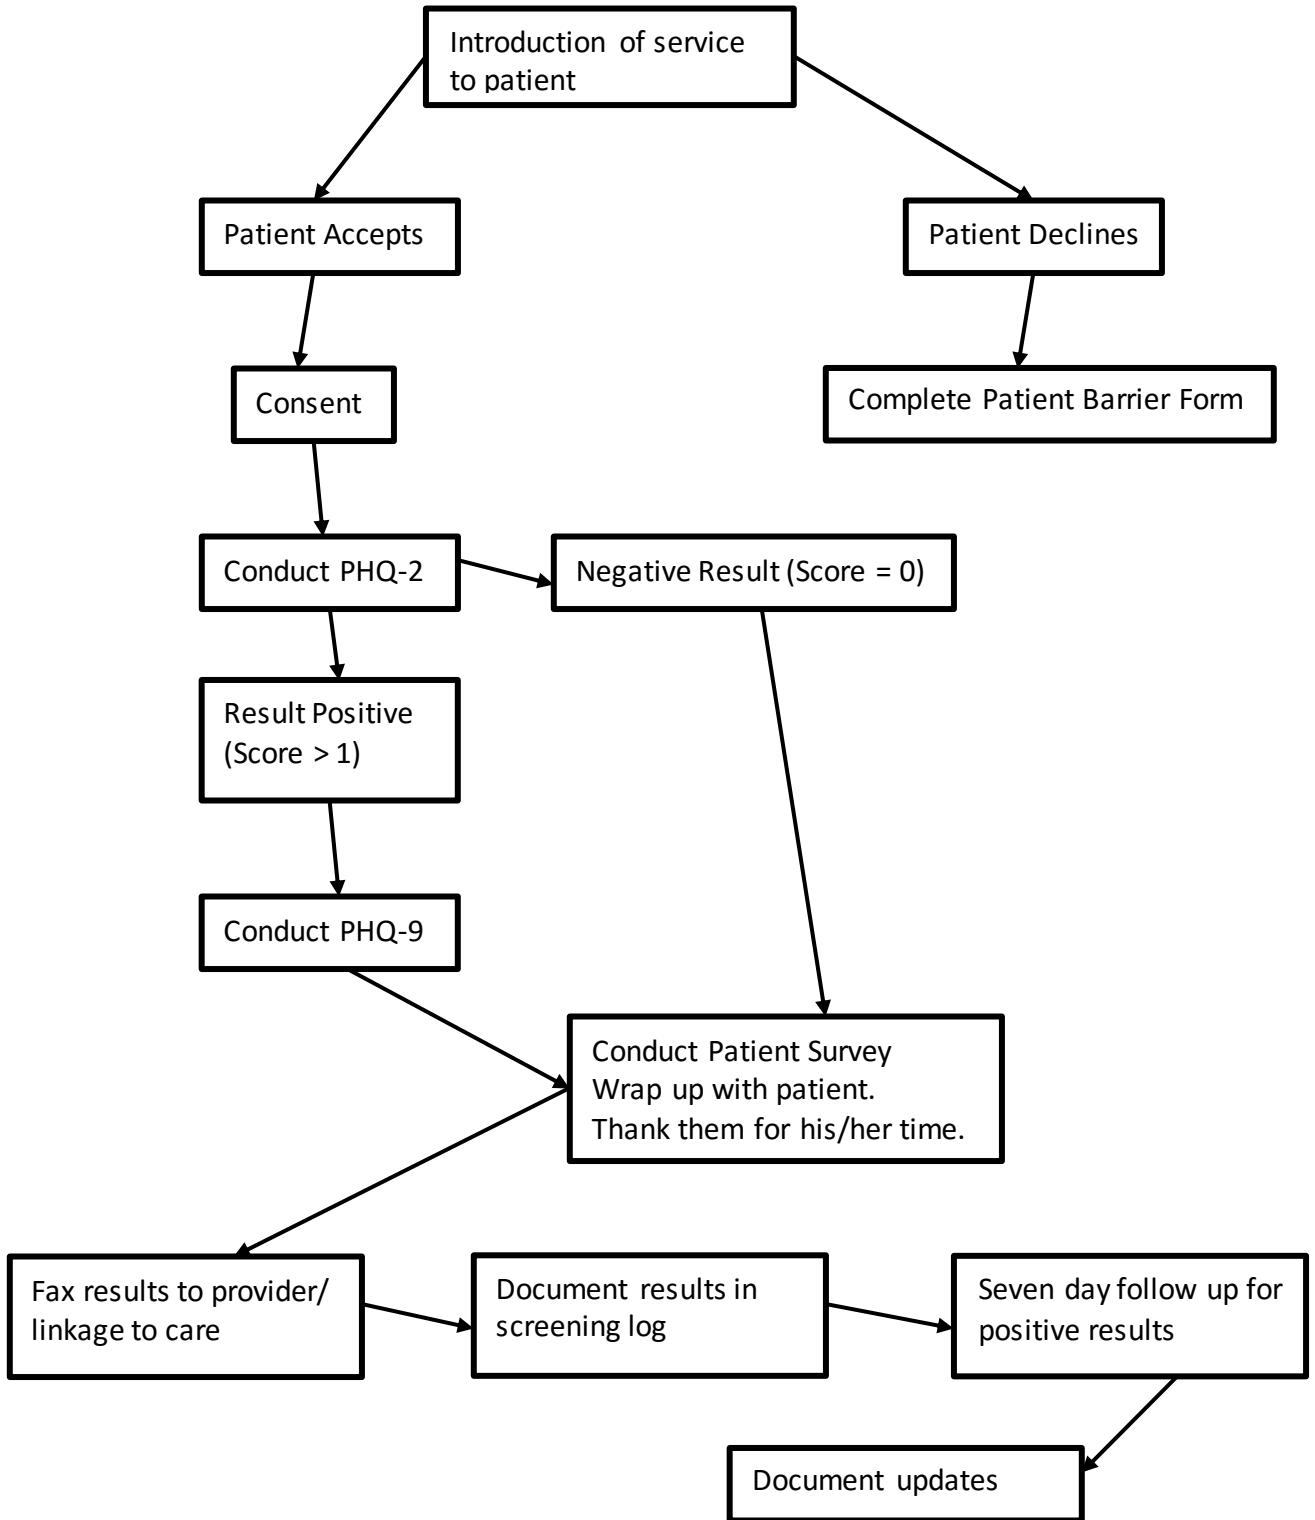 Introduction of service
to patient
Patient Accepts
Patient Declines
Consent
Complete Patient Barrier Form
Conduct PHQ-2
Negative Result (Score = 0)
Result Positive
(Score > 1)
Conduct PHQ-9
Conduct Patient Survey
Wrap up with patient.
Thank them for his/her time.
Fax results to provider/
linkage to care
Document results in
screening log
Seven day follow up for
positive results
Document updates